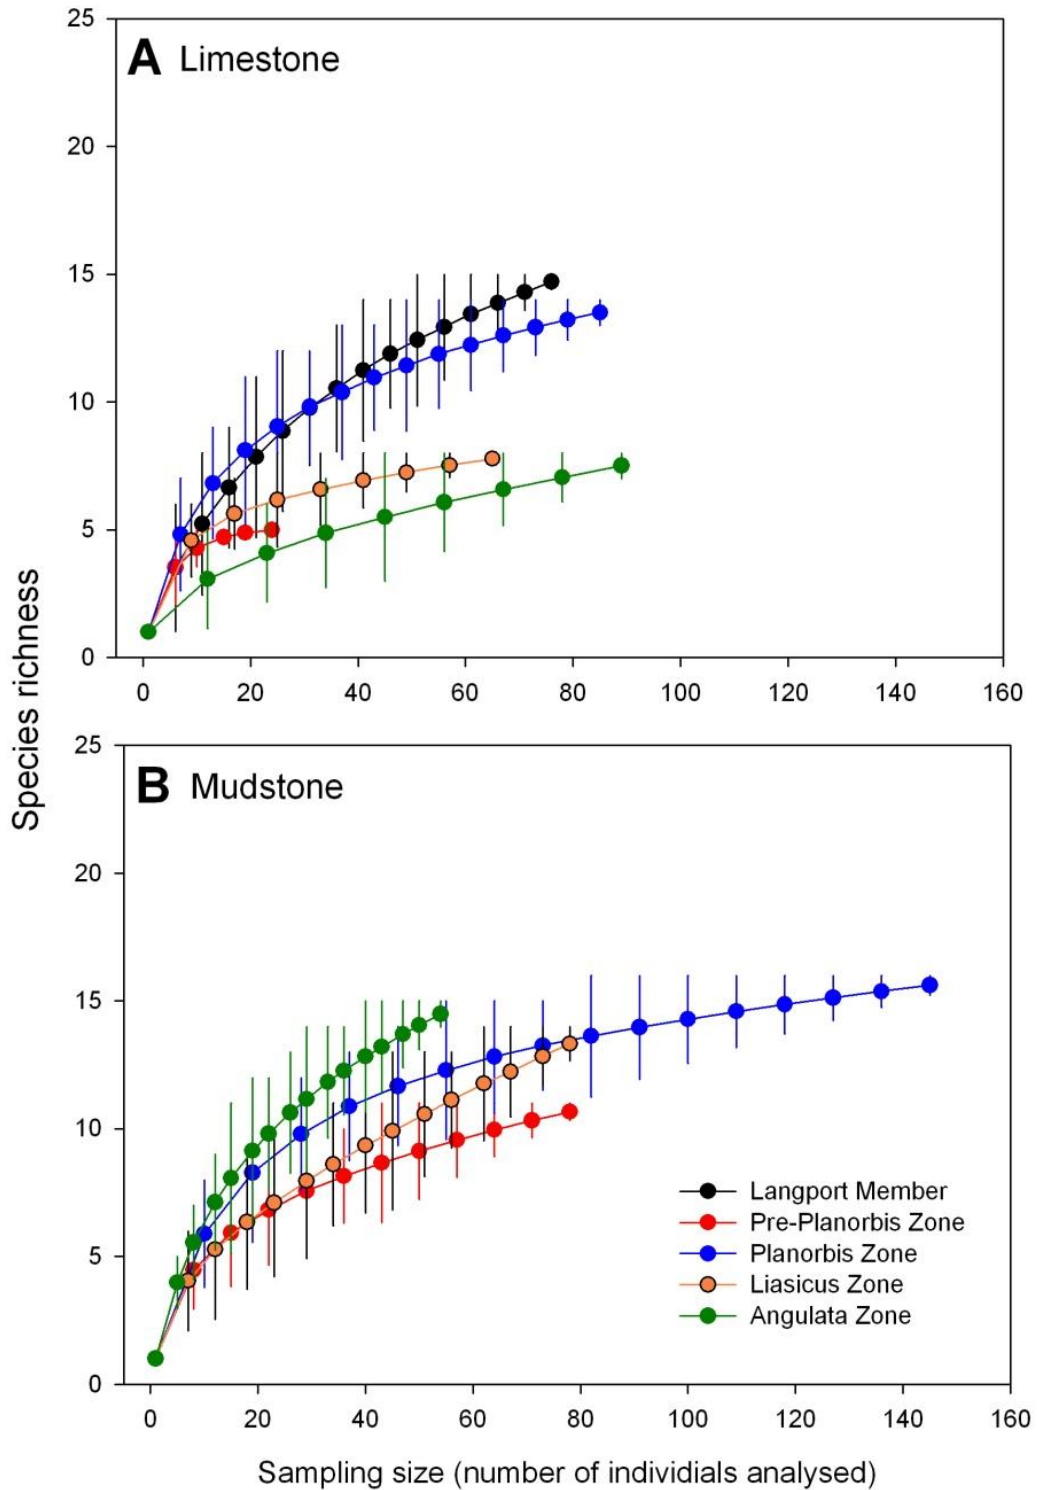 A Limestone
25
20
15
10
5
0
0 20 40 60 80 100 120 140 160
Species richness
B Mudstone
25
20
15
10
5
0
Langport Member
Pre-Planorbis Zone
Planorbis Zone
Liasicus Zone
Angulata Zone
0 20 40 60 80 100 120 140 160
Sampling size (number of individials analysed)